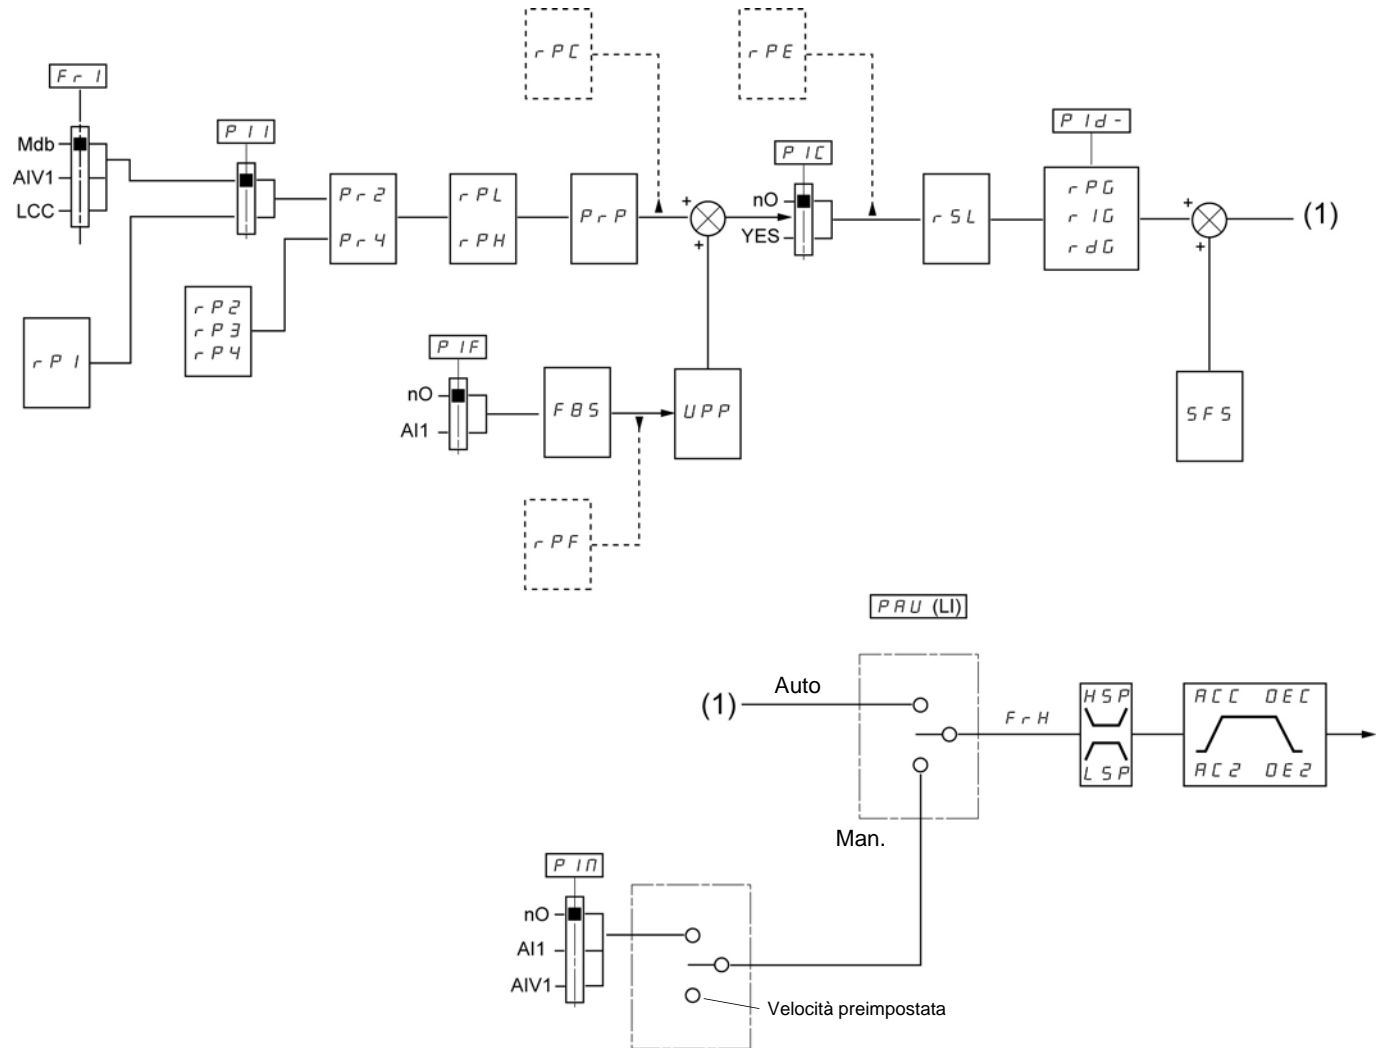 rPC
rPE
Fr1
PII
PIC
PId-
Mdb
AIV1
LCC
Pr2
Pr4
rPL
rPH
PrP
+
+
nO
YES
rSL
rPG
rIG
rdG
+
+
(1)
rP1
rP2
rP3
rP4
PIF
nO
AI1
FBS
UPP
SFS
rPF
PAU (LI)
(1)
Auto
FrH
HSP
LSP
ACC DEC
AC2 DE2
Man.
PIM
nO
AI1
AIV1
Velocità preimpostata